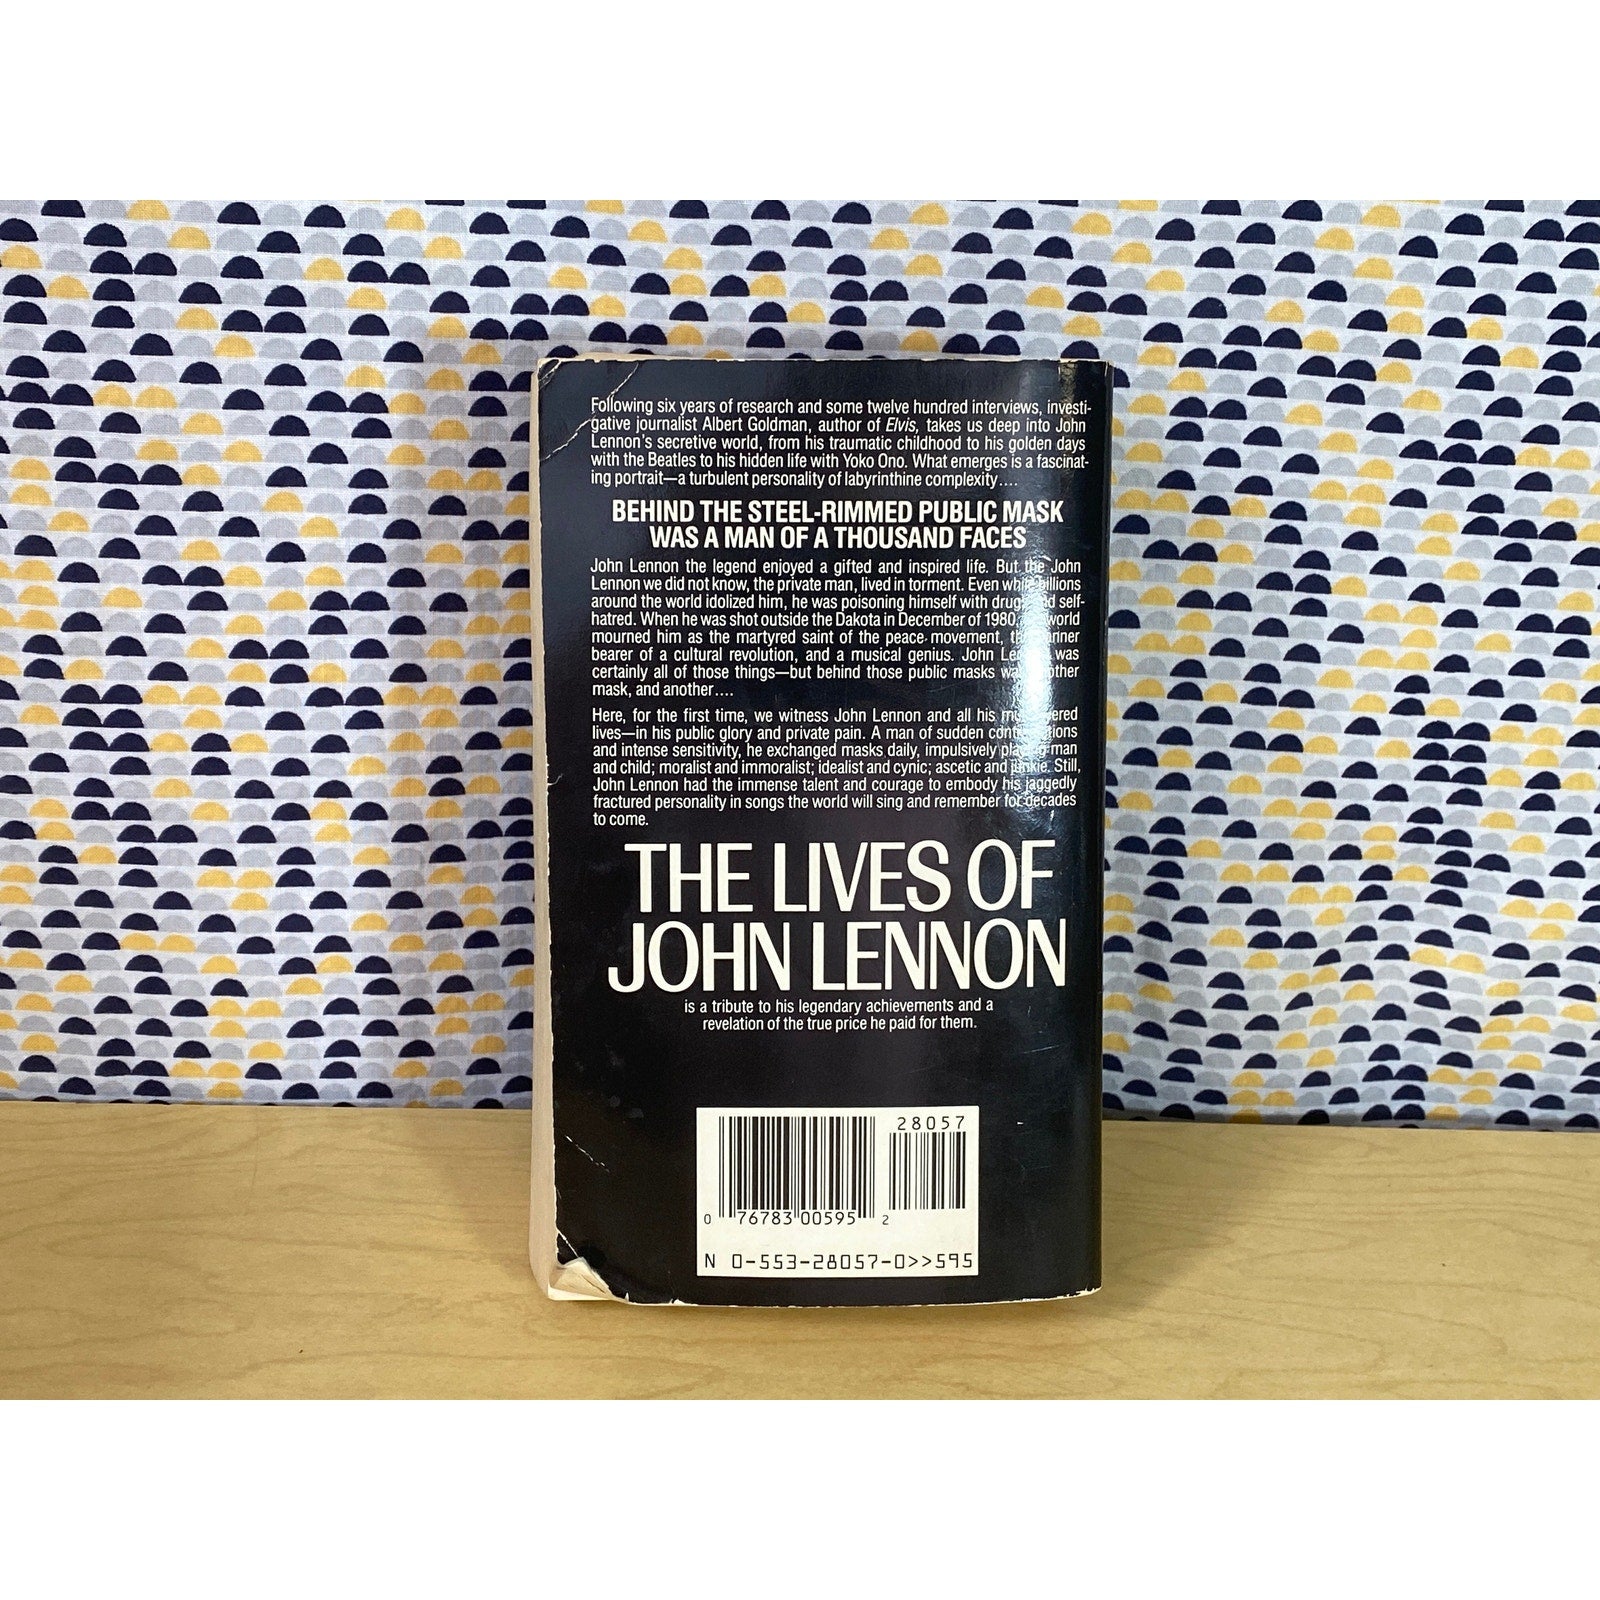 Following six years of research and some twelve hundred interviews, investi-
gative journalist Albert Goldman, author of Elvis, takes us deep into John
Lennon's secretive world, from his traumatic childhood to his golden days
with the Beatles to his hidden life with Yoko Ono. What emerges is a fascinat-
ing portrait—a turbulent personality of labyrinthine complexity....
BEHIND THE STEEL-RIMMED PUBLIC MASK
WAS A MAN OF A THOUSAND FACES
John Lennon the legend enjoyed a gifted and inspired life. But the John
Lennon we did not know, the private man, lived in torment. Even while
around the world idolized him, he was poisoning himself with self-
hatred. When he was shot outside the Dakota in December of 1980, world
mourned him as the martyred saint of the peace movement,
bearer of a cultural revolution, and a musical genius. John Lennon was
certainly all of those things—but behind those public masks
mask, and another....
Here, for the first time, we witness John Lennon and all his
lives—in his public glory and private pain. A man of sudden
and intense sensitivity, he exchanged masks daily, impulsively man
and child; moralist and immoralist; idealist and cynic; ascetic and junkie. Still,
John Lennon had the immense talent and courage to embody his jaggedly
fractured personality in songs the world will sing and remember for decades
to come.
THE LIVES OF
JOHN LENNON
is a tribute to his legendary achievements and a
revelation of the true price he paid for them.
28057
0 76783 00595 2
N 0-553-28057-0>>595